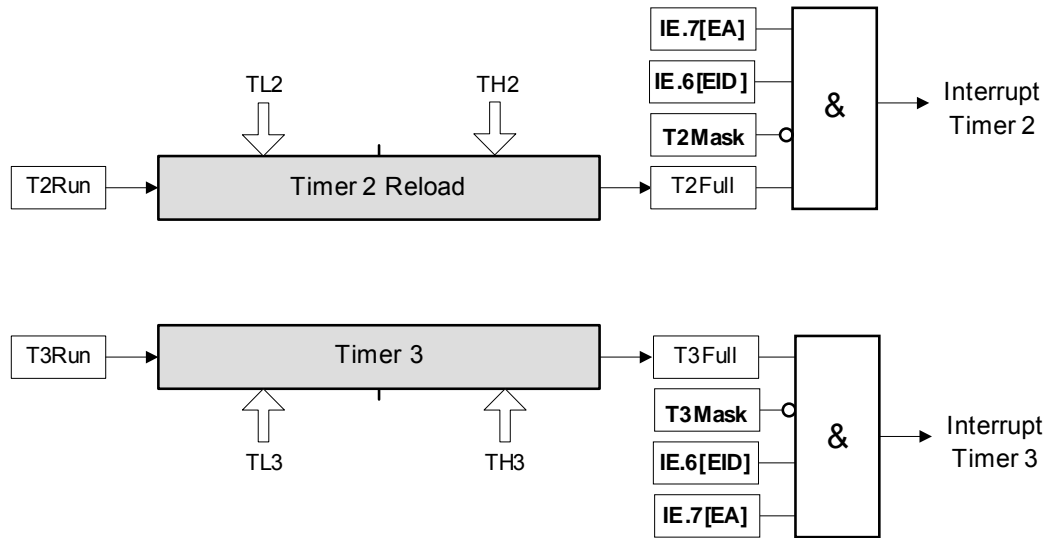 IE.7[EA]
IE.6[EID]
T2Mask
T2Full
&
Interrupt
Timer 2
TL2
TH2
T2Run
Timer 2 Reload
T3Run
Timer 3
TL3
TH3
T3Full
T3Mask
IE.6[EID]
IE.7[EA]
&
Interrupt
Timer 3